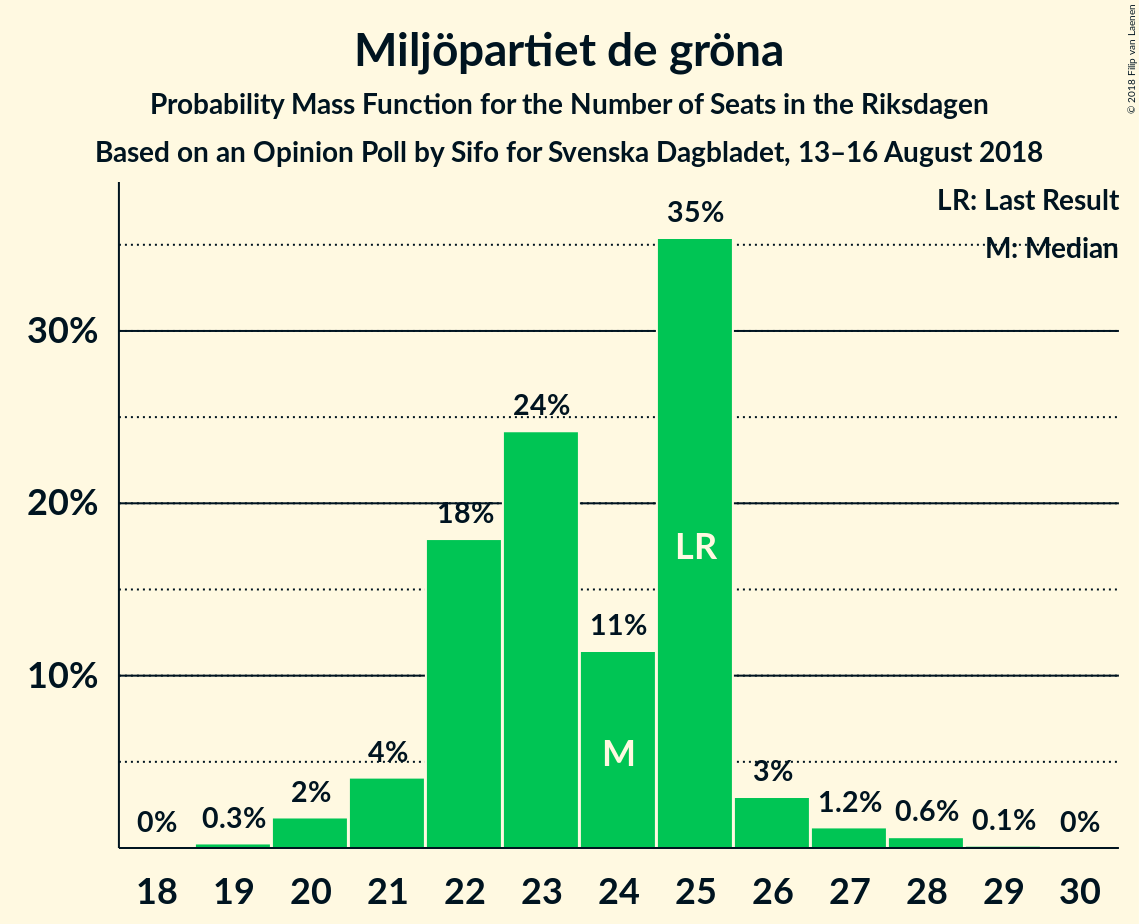 Miljöpartiet de gröna
Probability Mass Function for the Number of Seats in the Riksdagen
Based on an Opinion Poll by Sifo for Svenska Dagbladet, 13–16 August 2018
© 2018 Filip van Laenen
LR: Last Result
M: Median
35%
30%
24%
20%
18%
LR
11%
10%
M
4%
3%
2%
1.2%
0.6%
0.3%
0.1%
0%
0%
18 19 20 21 22 23 24 25 26 27 28 29 30